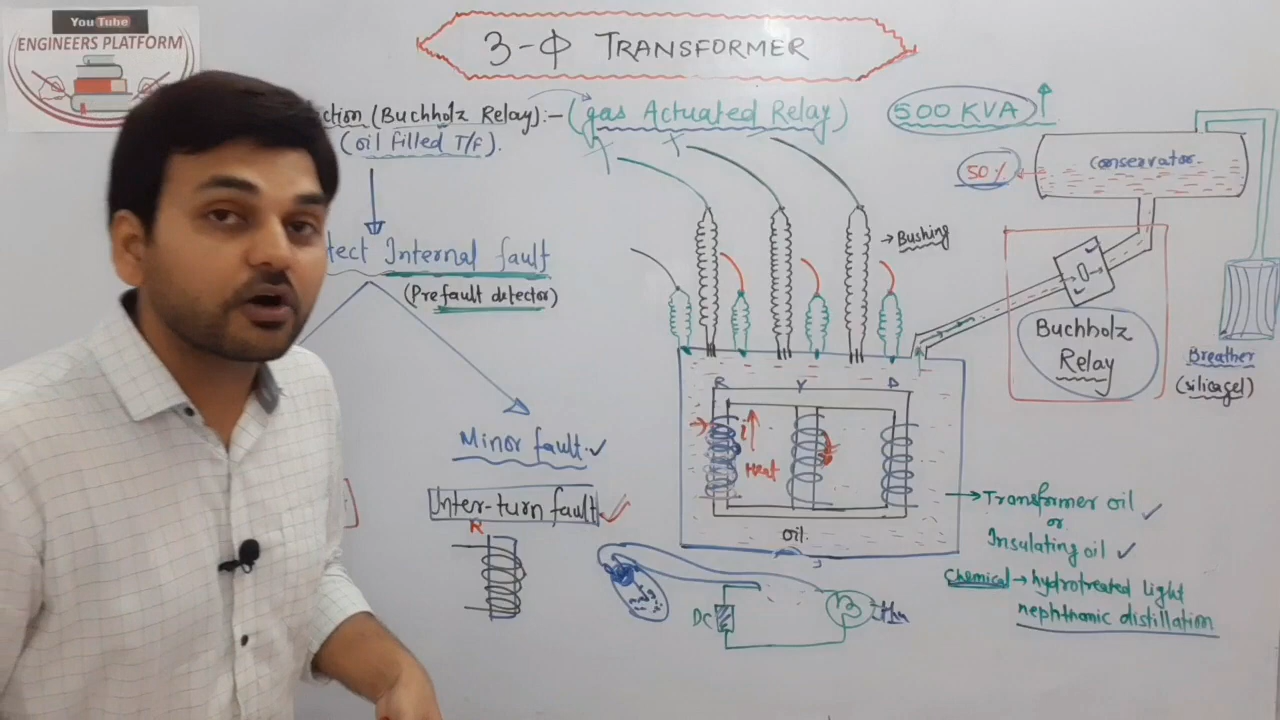 YouTube
ENGINEERS PLATFORM
3-Φ TRANSFORMER
ction (Buchholz Relay):- (gas Actuated Relay)
(oil filled T/F).
500 KVA
50%
conservator
tect Internal fault
(Prefault detector)
→ Bushing
Buchholz
Relay
Breather
(silicagel)
Minor fault.
Inter-turn fault
R
R Y B
i
Heat
oil.
→ Transformer oil
or
Insulating oil
Chemical → hydrotreated light
nephthanic distillation
DC